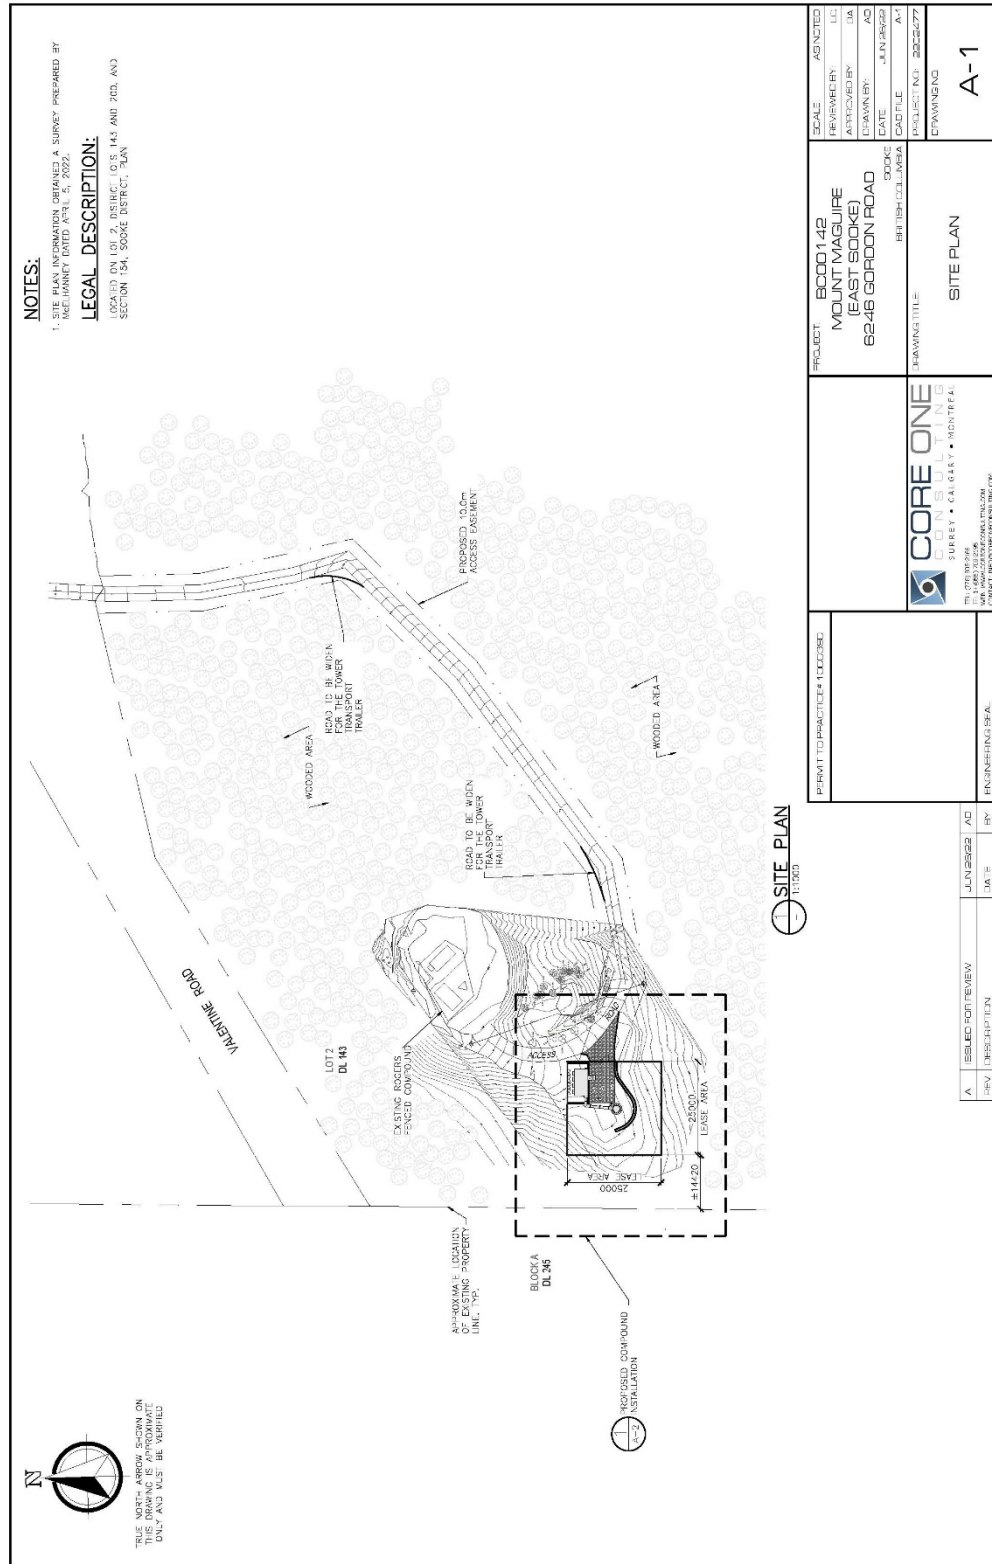 N
TRUE NORTH ARROW SHOWN ON
THIS DRAWING IS APPROXIMATE
ONLY AND MUST BE VERIFIED
NOTES:
1. SITE PLAN INFORMATION OBTAINED A SURVEY PREPARED BY
McELHANNEY DATED APRIL 5, 2022.
LEGAL DESCRIPTION:
LOCATED ON LOT 2, DISTRICT LOTS 143 AND 200, AND
SECTION 154, SOOKE DISTRICT, PLAN
VALENTINE ROAD
LOT 2
DL 143
APPROXIMATE LOCATION
OF EXISTING PROPERTY
LINE, TYP.
EXISTING ROGERS
FENCED COMPOUND
WOODED AREA
ROAD TO BE WIDEN
FOR THE TOWER
TRANSPORT
TRAILER
ROAD TO BE WIDEN
FOR THE TOWER
TRANSPORT
TRAILER
PROPOSED 10.0m
ACCESS EASEMENT
WOODED AREA
BLOCK A
DL 245
ACCESS
ROAD
25000
LEASE AREA
±14420
25000
LEASE AREA
1
A-2
PROPOSED COMPOUND
INSTALLATION
1
-
SITE PLAN
1:1000
A
ISSUED FOR REVIEW
JUN 28/22
AD
REV
DESCRIPTION
DATE
BY
PERMIT TO PRACTICE#
ENGINEERING SEAL
CORE ONE
CONSULTING
SURREY • CALGARY • MONTREAL
PROJECT:
BC00142
MOUNT MAGUIRE
(EAST SOOKE)
6246 GORDON ROAD
SOOKE
BRITISH COLUMBIA
DRAWING TITLE:
SITE PLAN
SCALE AS NOTED
REVIEWED BY: LC
APPROVED BY: DA
DRAWN BY: AD
DATE: JUN 28/22
CAD FILE: A-1
PROJECT NO: 2202477
DRAWING NO:
A-1